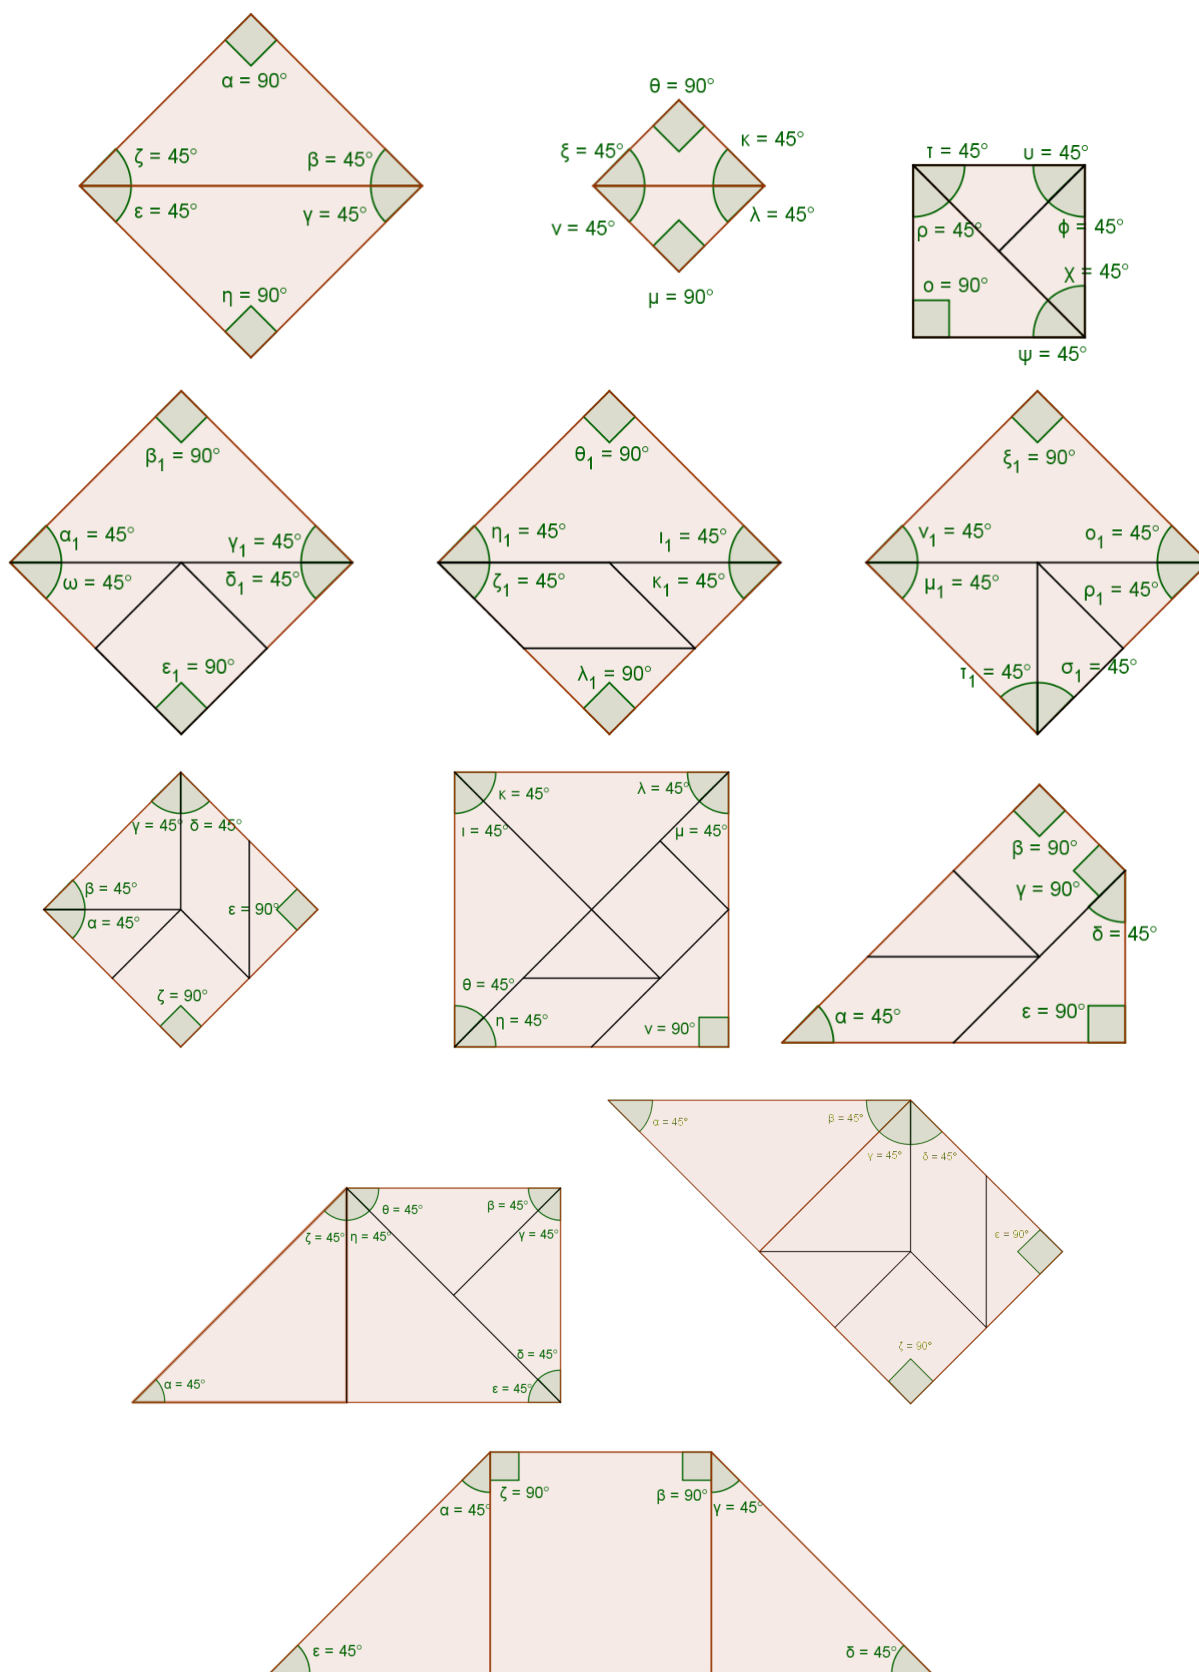 α = 90°
ζ = 45°
β = 45°
ε = 45°
γ = 45°
η = 90°
θ = 90°
ξ = 45°
κ = 45°
ν = 45°
λ = 45°
μ = 90°
τ = 45°
υ = 45°
ρ = 45°
ϕ = 45°
χ = 45°
ο = 90°
ψ = 45°
β₁ = 90°
α₁ = 45°
γ₁ = 45°
ω = 45°
δ₁ = 45°
ε₁ = 90°
θ₁ = 90°
η₁ = 45°
ι₁ = 45°
ζ₁ = 45°
κ₁ = 45°
λ₁ = 90°
ξ₁ = 90°
ν₁ = 45°
ο₁ = 45°
μ₁ = 45°
ρ₁ = 45°
τ₁ = 45°
σ₁ = 45°
γ = 45°
δ = 45°
β = 45°
α = 45°
ε = 90°
ζ = 90°
κ = 45°
λ = 45°
ι = 45°
μ = 45°
θ = 45°
η = 45°
ν = 90°
β = 90°
γ = 90°
δ = 45°
α = 45°
ε = 90°
θ = 45°
β = 45°
ζ = 45°
η = 45°
γ = 45°
δ = 45°
α = 45°
ε = 45°
α = 45°
β = 45°
γ = 45°
δ = 45°
ε = 90°
ζ = 90°
α = 45°
ζ = 90°
β = 90°
γ = 45°
ε = 45°
δ = 45°